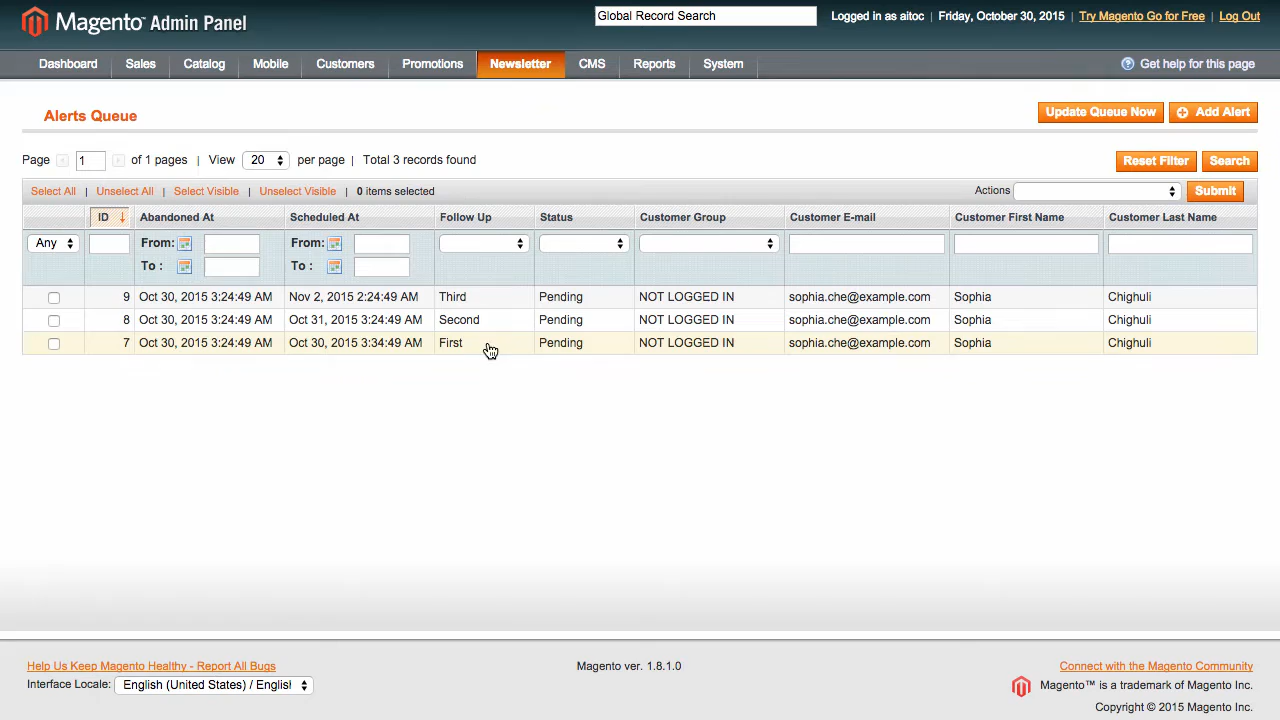 Magento Admin Panel
Global Record Search
Logged in as aitoc | Friday, October 30, 2015 | Try Magento Go for Free | Log Out
Dashboard Sales Catalog Mobile Customers Promotions Newsletter CMS Reports System Get help for this page
Alerts Queue
Update Queue Now Add Alert
Page 1 of 1 pages | View 20 per page | Total 3 records found
Reset Filter Search
Select All | Unselect All | Select Visible | Unselect Visible | 0 items selected
Actions Submit
ID Abandoned At Scheduled At Follow Up Status Customer Group Customer E-mail Customer First Name Customer Last Name
Any From: From:
To : To :
9 Oct 30, 2015 3:24:49 AM Nov 2, 2015 2:24:49 AM Third Pending NOT LOGGED IN sophia.che@example.com Sophia Chighuli
8 Oct 30, 2015 3:24:49 AM Oct 31, 2015 3:24:49 AM Second Pending NOT LOGGED IN sophia.che@example.com Sophia Chighuli
7 Oct 30, 2015 3:24:49 AM Oct 30, 2015 3:34:49 AM First Pending NOT LOGGED IN sophia.che@example.com Sophia Chighuli
Help Us Keep Magento Healthy - Report All Bugs
Interface Locale: English (United States) / Englisl
Magento ver. 1.8.1.0
Connect with the Magento Community
Magento™ is a trademark of Magento Inc.
Copyright © 2015 Magento Inc.